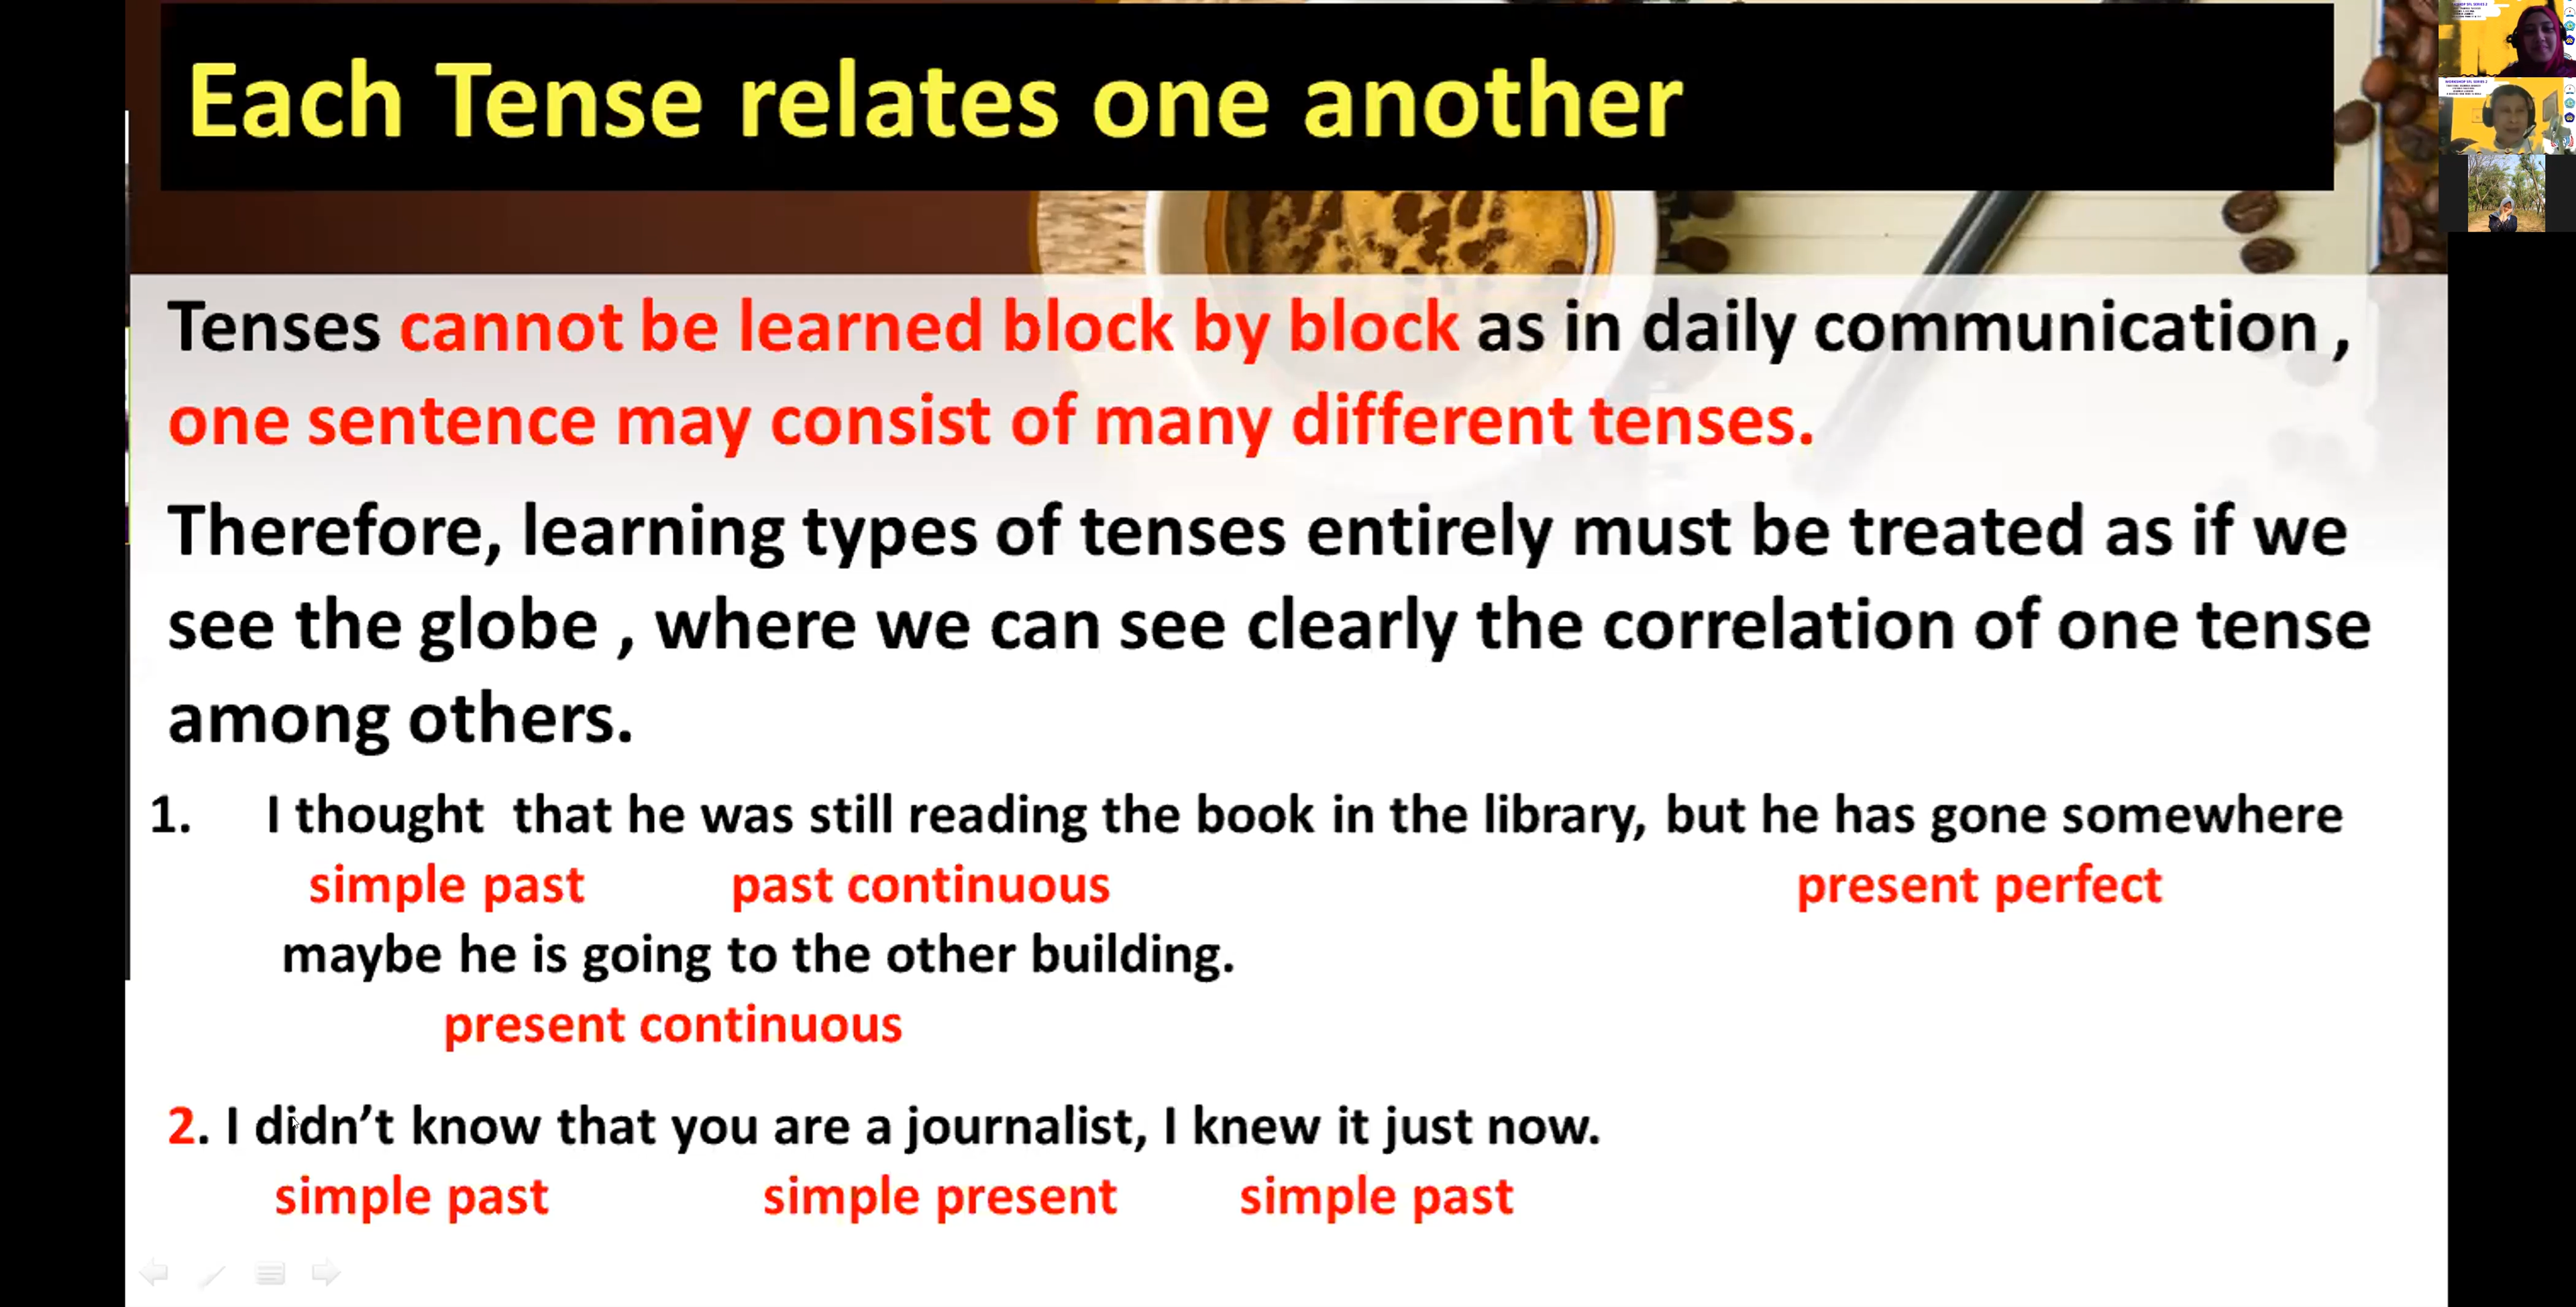 Each Tense relates one another
Tenses cannot be learned block by block as in daily communication ,
one sentence may consist of many different tenses.
Therefore, learning types of tenses entirely must be treated as if we
see the globe , where we can see clearly the correlation of one tense
among others.
1. I thought that he was still reading the book in the library, but he has gone somewhere
simple past past continuous present perfect
maybe he is going to the other building.
present continuous
2. I didn’t know that you are a journalist, I knew it just now.
simple past simple present simple past